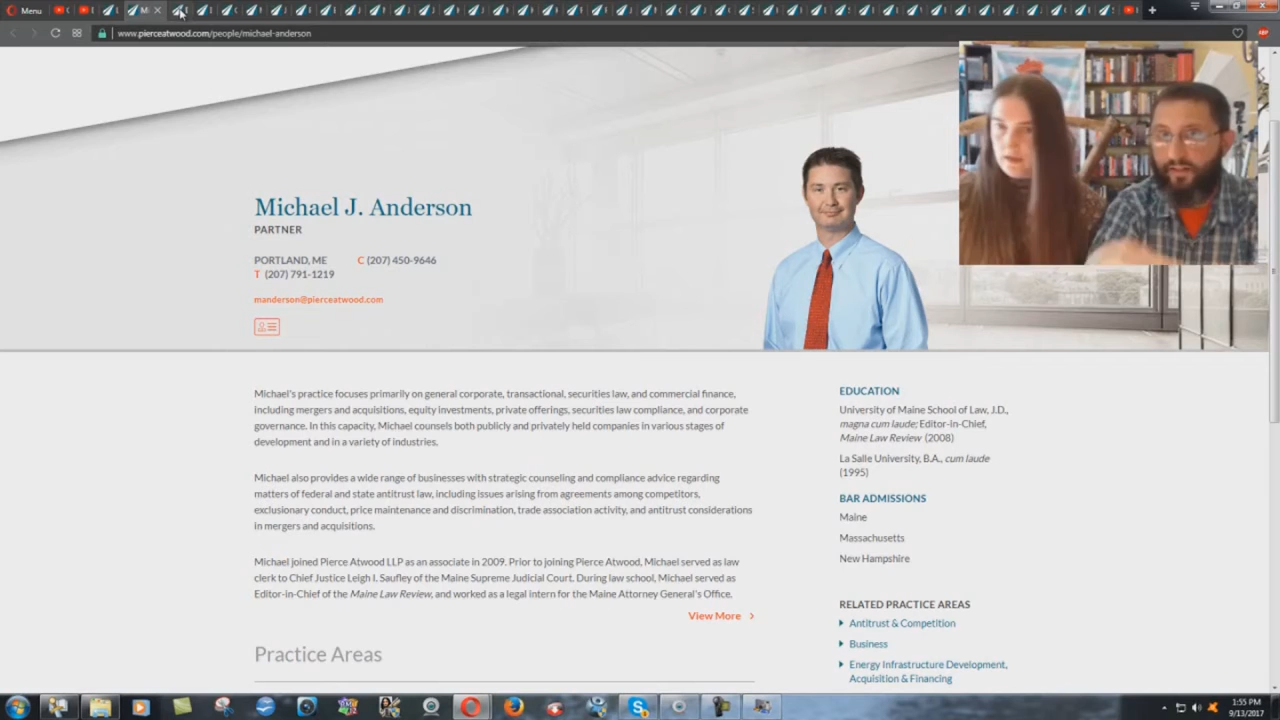 Menu
www.pierceatwood.com/people/michael-anderson
ABP
Michael J. Anderson
PARTNER
PORTLAND, ME C (207) 450-9646
T (207) 791-1219
manderson@pierceatwood.com
Michael's practice focuses primarily on general corporate, transactional, securities law, and commercial finance,
including mergers and acquisitions, equity investments, private offerings, securities law compliance, and corporate
governance. In this capacity, Michael counsels both publicly and privately held companies in various stages of
development and in a variety of industries.
Michael also provides a wide range of businesses with strategic counseling and compliance advice regarding
matters of federal and state antitrust law, including issues arising from agreements among competitors,
exclusionary conduct, price maintenance and discrimination, trade association activity, and antitrust considerations
in mergers and acquisitions.
Michael joined Pierce Atwood LLP as an associate in 2009. Prior to joining Pierce Atwood, Michael served as law
clerk to Chief Justice Leigh I. Saufley of the Maine Supreme Judicial Court. During law school, Michael served as
Editor-in-Chief of the Maine Law Review, and worked as a legal intern for the Maine Attorney General's Office.
View More
Practice Areas
EDUCATION
University of Maine School of Law, J.D.,
magna cum laude; Editor-in-Chief,
Maine Law Review (2008)
La Salle University, B.A., cum laude
(1995)
BAR ADMISSIONS
Maine
Massachusetts
New Hampshire
RELATED PRACTICE AREAS
Antitrust & Competition
Business
Energy Infrastructure Development,
Acquisition & Financing
1:55 PM
9/13/2017